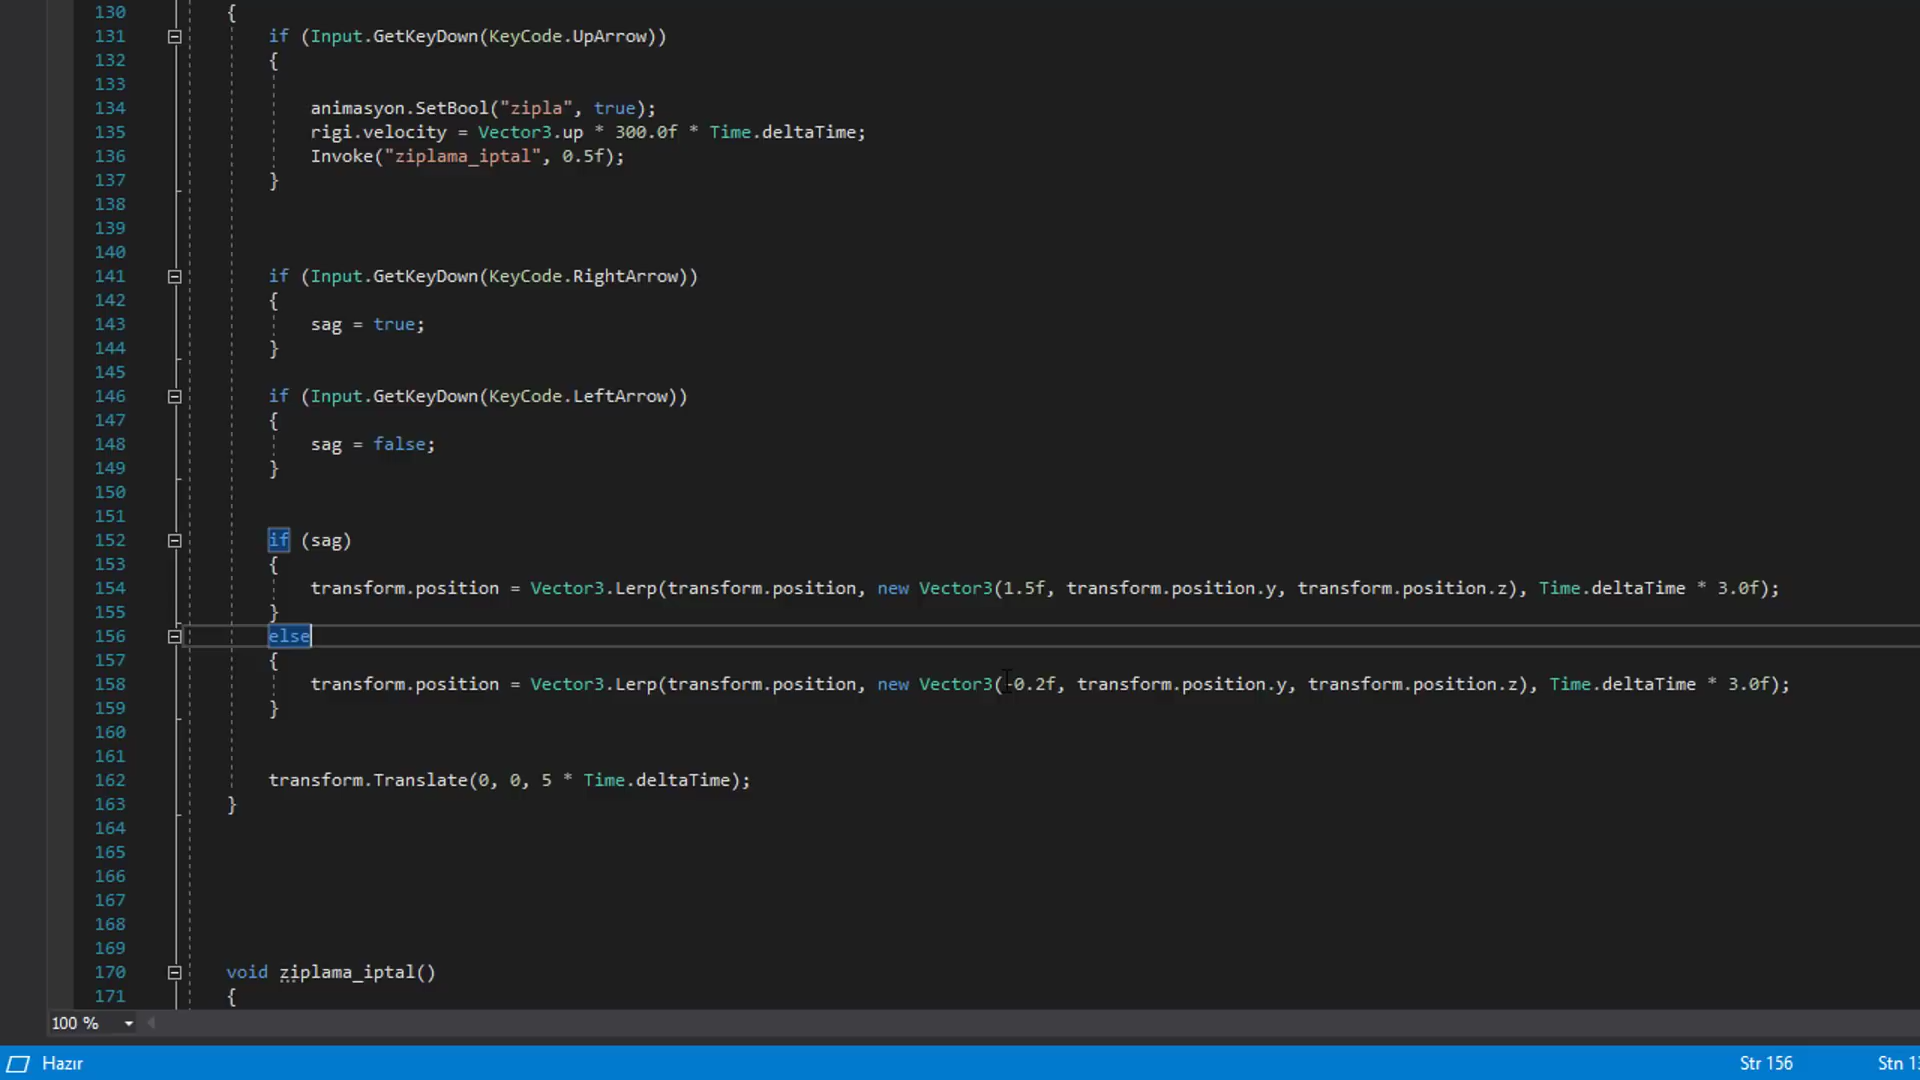 130 {
131 if (Input.GetKeyDown(KeyCode.UpArrow))
132 {
133
134 animasyon.SetBool("zipla", true);
135 rigi.velocity = Vector3.up * 300.0f * Time.deltaTime;
136 Invoke("ziplama_iptal", 0.5f);
137 }
138
139
140
141 if (Input.GetKeyDown(KeyCode.RightArrow))
142 {
143 sag = true;
144 }
145
146 if (Input.GetKeyDown(KeyCode.LeftArrow))
147 {
148 sag = false;
149 }
150
151
152 if (sag)
153 {
154 transform.position = Vector3.Lerp(transform.position, new Vector3(1.5f, transform.position.y, transform.position.z), Time.deltaTime * 3.0f);
155 }
156 else
157 {
158 transform.position = Vector3.Lerp(transform.position, new Vector3(-0.2f, transform.position.y, transform.position.z), Time.deltaTime * 3.0f);
159 }
160
161
162 transform.Translate(0, 0, 5 * Time.deltaTime);
163 }
164
165
166
167
168
169
170 void ziplama_iptal()
171 {
100 %
Hazır Str 156 Stn